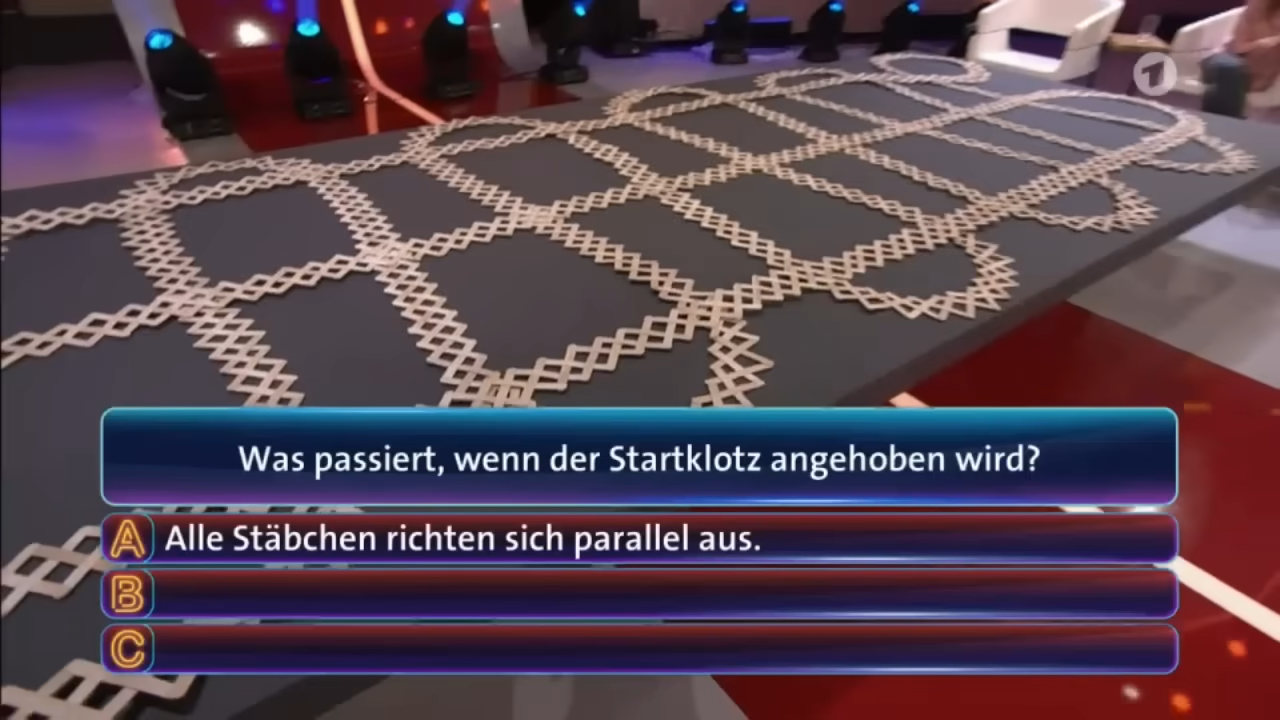 1
Was passiert, wenn der Startklotz angehoben wird?
A Alle Stäbchen richten sich parallel aus.
B
C